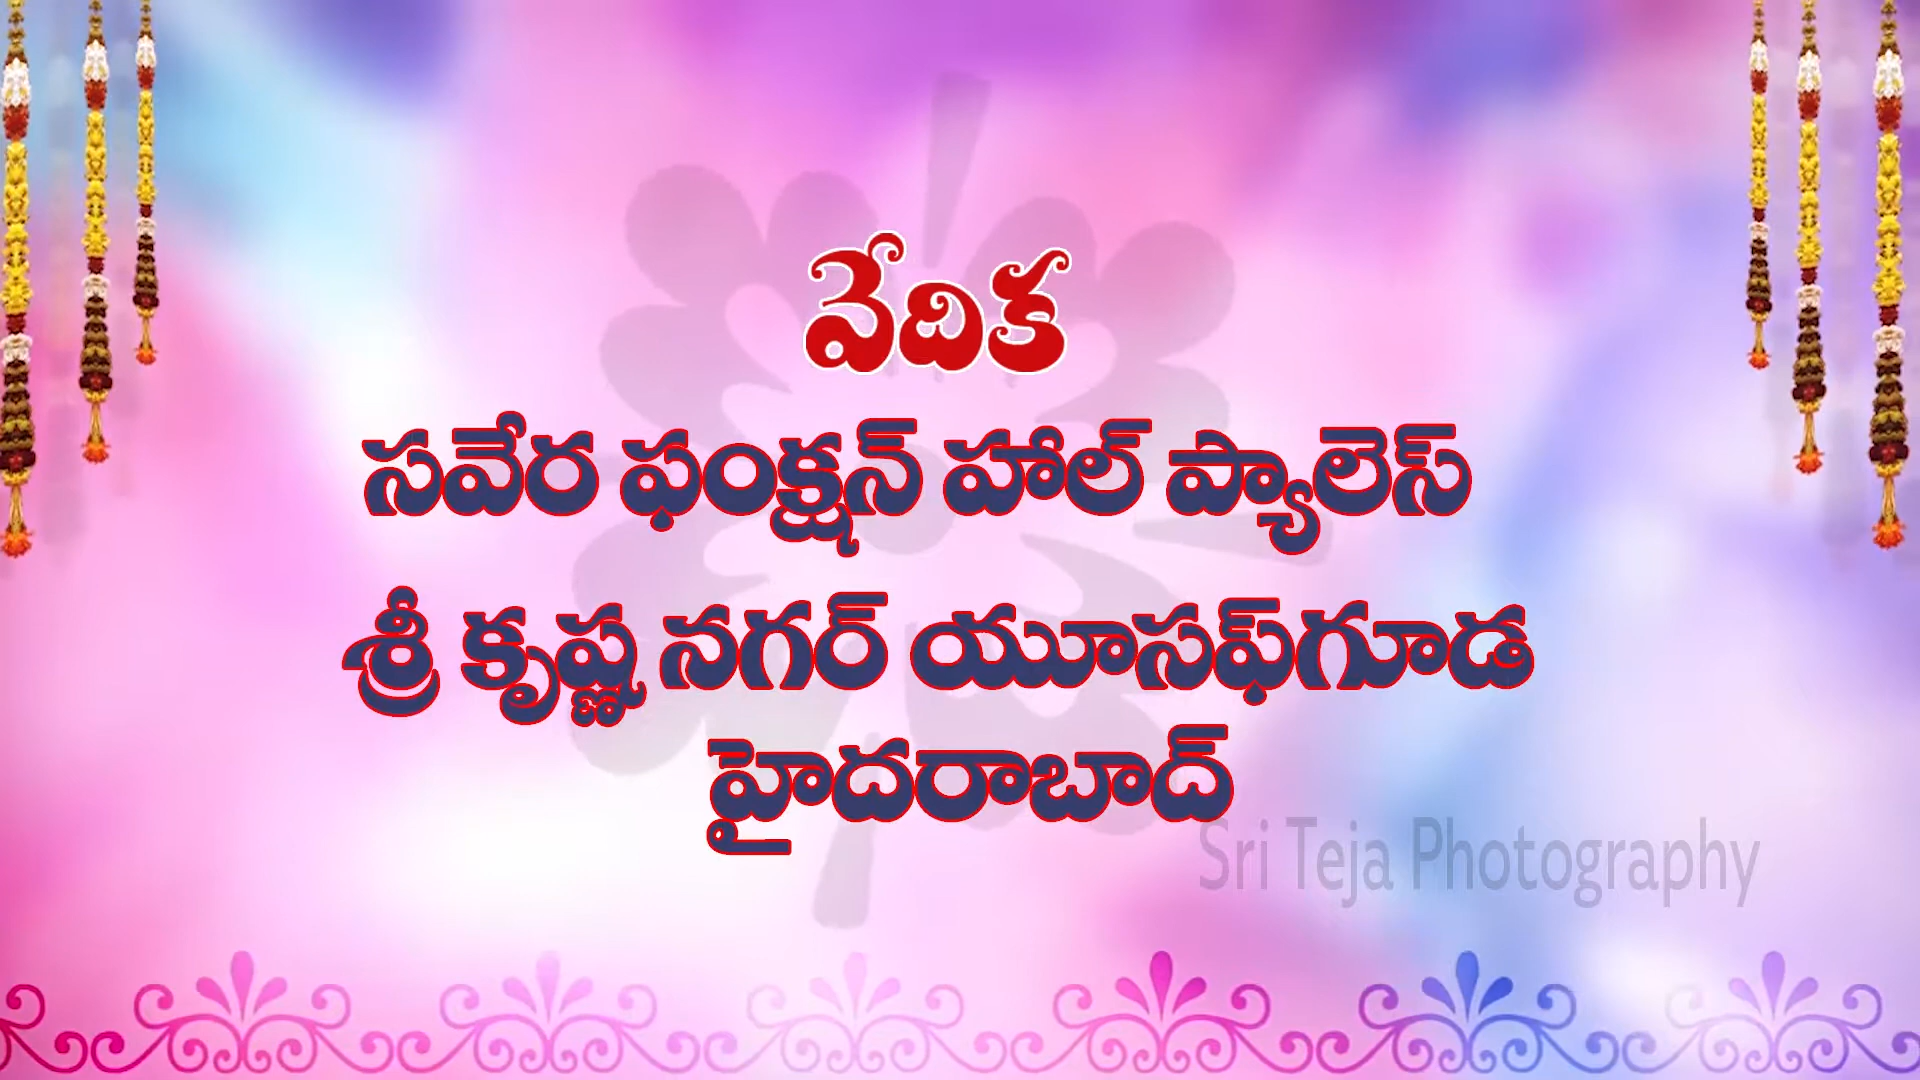 వేదిక
సవేర ఫంక్షన్ హాల్ ప్యాలెస్
శ్రీ కృష్ణ నగర్ యూసఫ్‌గూడ
హైదరాబాద్
Sri Teja Photography